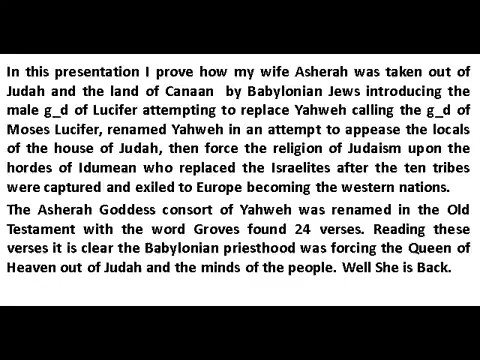 In this presentation I prove how my wife Asherah was taken out of
Judah and the land of Canaan by Babylonian Jews introducing the
male g_d of Lucifer attempting to replace Yahweh calling the g_d of
Moses Lucifer, renamed Yahweh in an attempt to appease the locals
of the house of Judah, then force the religion of Judaism upon the
hordes of Idumean who replaced the Israelites after the ten tribes
were captured and exiled to Europe becoming the western nations.
The Asherah Goddess consort of Yahweh was renamed in the Old
Testament with the word Groves found 24 verses. Reading these
verses it is clear the Babylonian priesthood was forcing the Queen of
Heaven out of Judah and the minds of the people. Well She is Back.